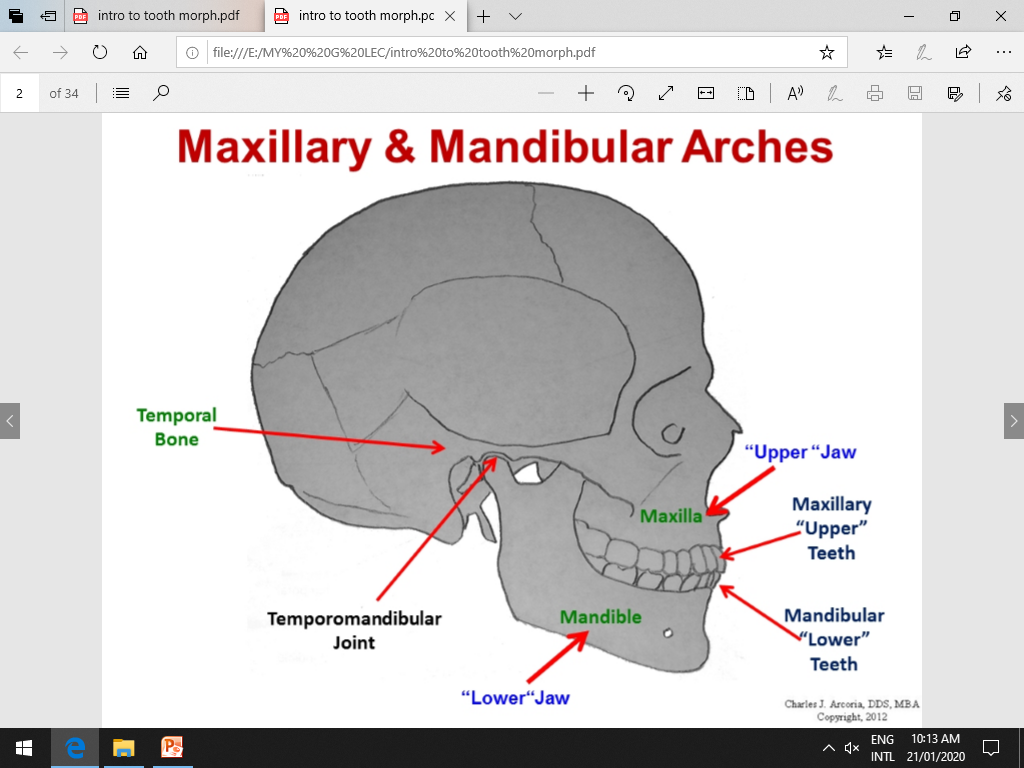 intro to tooth morph.pdf
intro to tooth morph.pc
file:///E:/MY%20%20G%20LEC/intro%20to%20tooth%20morph.pdf
2 of 34
Maxillary & Mandibular Arches
Temporal
Bone
“Upper “Jaw
Maxilla
Maxillary
“Upper”
Teeth
Temporomandibular
Joint
Mandible
Mandibular
“Lower”
Teeth
“Lower“Jaw
Charles J. Arcoria, DDS, MBA
Copyright, 2012
ENG
INTL
10:13 AM
21/01/2020